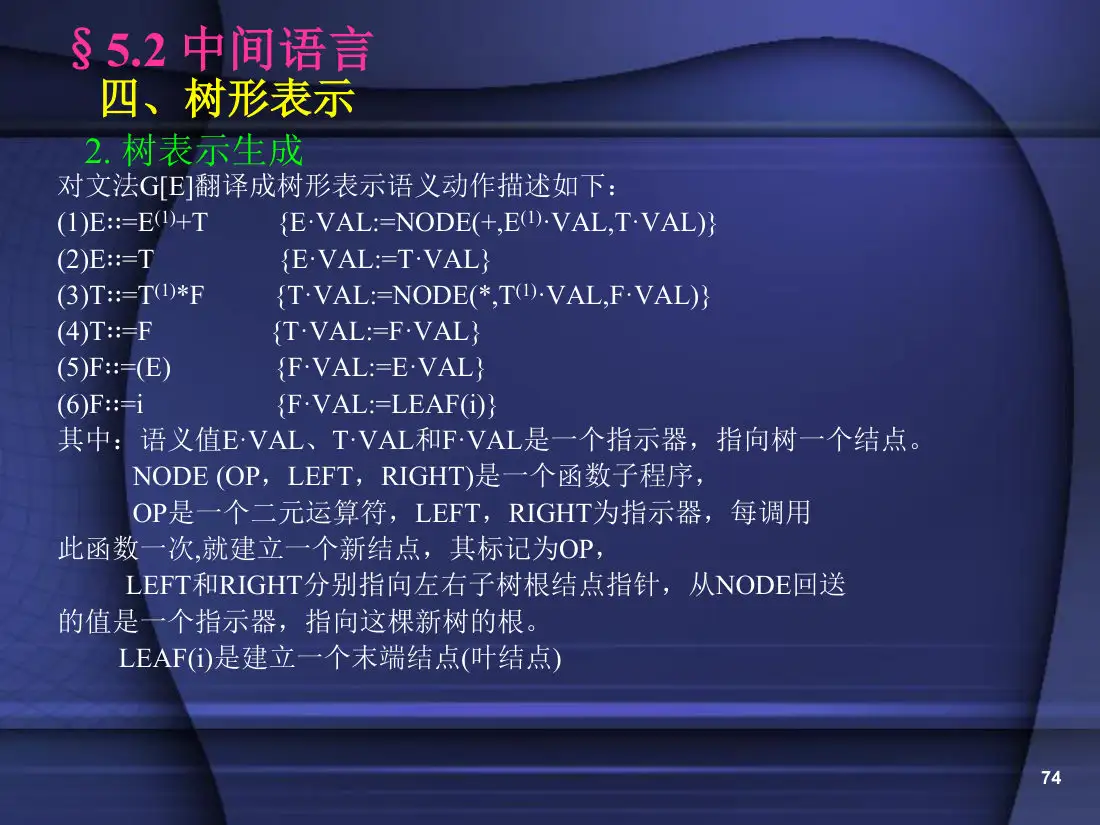 §5.2 中间语言
四、树形表示
2. 树表示生成
对文法G[E]翻译成树形表示语义动作描述如下：
(1)E∷=E⁽¹⁾+T {E·VAL:=NODE(+,E⁽¹⁾·VAL,T·VAL)}
(2)E∷=T {E·VAL:=T·VAL}
(3)T∷=T⁽¹⁾*F {T·VAL:=NODE(*,T⁽¹⁾·VAL,F·VAL)}
(4)T∷=F {T·VAL:=F·VAL}
(5)F∷=(E) {F·VAL:=E·VAL}
(6)F∷=i {F·VAL:=LEAF(i)}
其中：语义值E·VAL、T·VAL和F·VAL是一个指示器，指向树一个结点。
NODE (OP，LEFT，RIGHT)是一个函数子程序，
OP是一个二元运算符，LEFT，RIGHT为指示器，每调用
此函数一次,就建立一个新结点，其标记为OP，
LEFT和RIGHT分别指向左右子树根结点指针，从NODE回送
的值是一个指示器，指向这棵新树的根。
LEAF(i)是建立一个末端结点(叶结点)
74